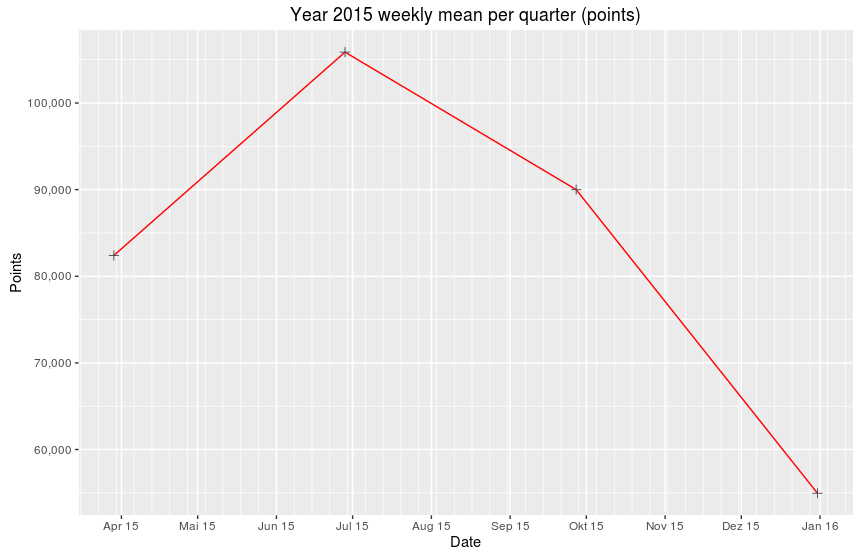 Year 2015 weekly mean per quarter (points)
Points
100,000
90,000
80,000
70,000
60,000
Apr 15 Mai 15 Jun 15 Jul 15 Aug 15 Sep 15 Okt 15 Nov 15 Dez 15 Jan 16
Date